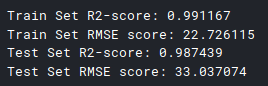 Train Set R2-score: 0.991167
Train Set RMSE score: 22.726115
Test Set R2-score: 0.987439
Test Set RMSE score: 33.037074